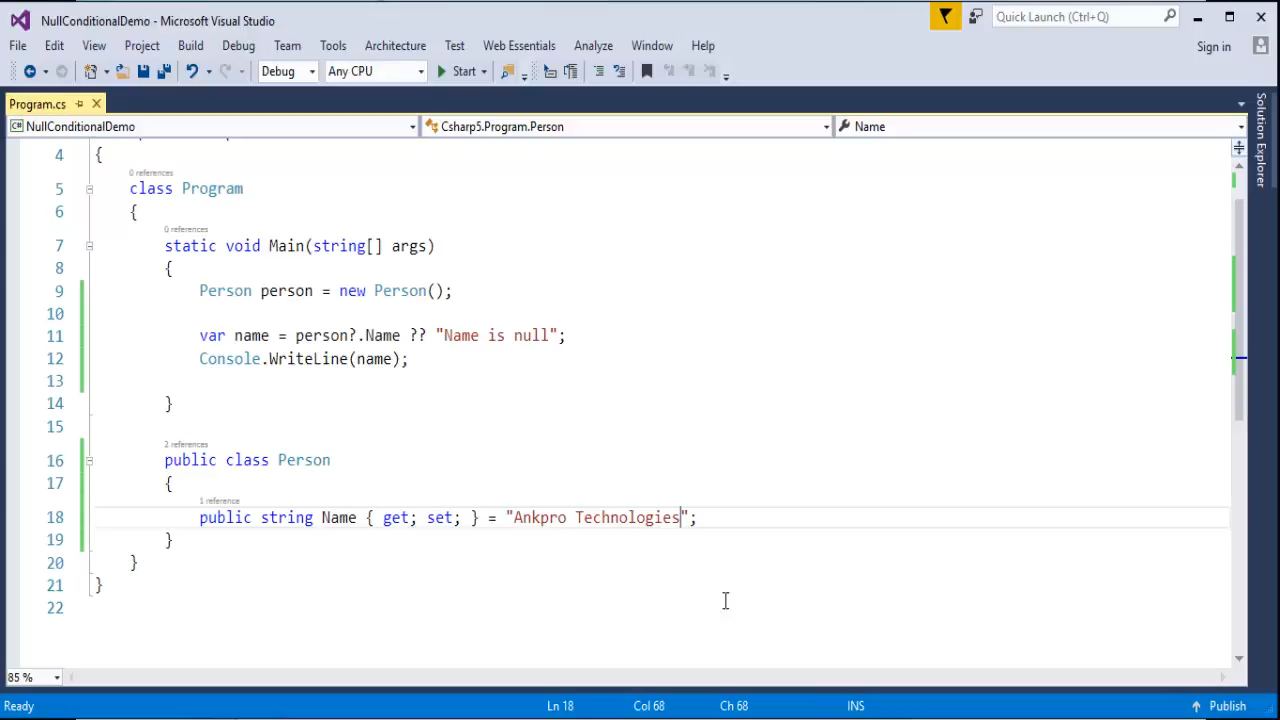 NullConditionalDemo - Microsoft Visual Studio
Quick Launch (Ctrl+Q)
File Edit View Project Build Debug Team Tools Architecture Test Web Essentials Analyze Window Help
Sign in
Debug Any CPU Start
Program.cs
Solution Explorer
NullConditionalDemo Csharp5.Program.Person Name
4 {
0 references
5 class Program
6 {
0 references
7 static void Main(string[] args)
8 {
9 Person person = new Person();
10
11 var name = person?.Name ?? "Name is null";
12 Console.WriteLine(name);
13
14 }
15
2 references
16 public class Person
17 {
1 reference
18 public string Name { get; set; } = "Ankpro Technologies";
19 }
20 }
21 }
22
85 %
Ready Ln 18 Col 68 Ch 68 INS Publish